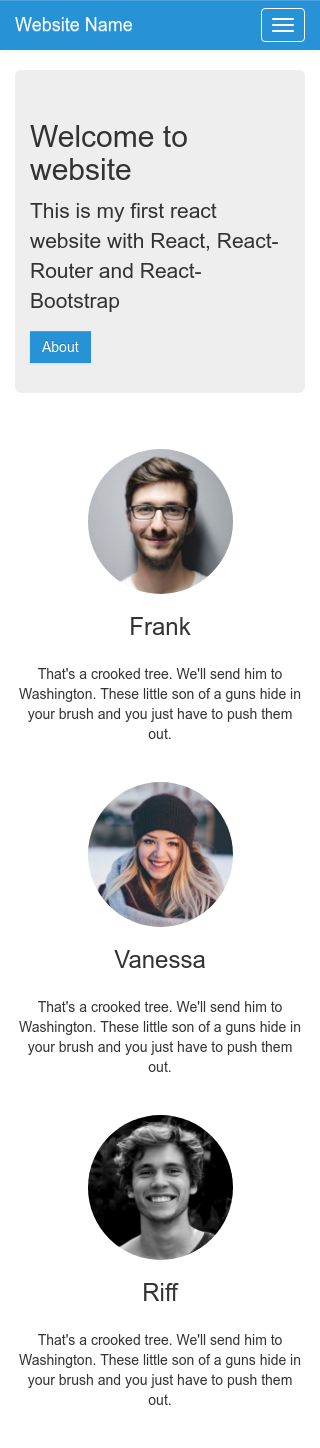 Website Name
Welcome to
website
This is my first react
website with React, React-
Router and React-
Bootstrap
About
Frank
That's a crooked tree. We'll send him to
Washington. These little son of a guns hide in
your brush and you just have to push them
out.
Vanessa
That's a crooked tree. We'll send him to
Washington. These little son of a guns hide in
your brush and you just have to push them
out.
Riff
That's a crooked tree. We'll send him to
Washington. These little son of a guns hide in
your brush and you just have to push them
out.